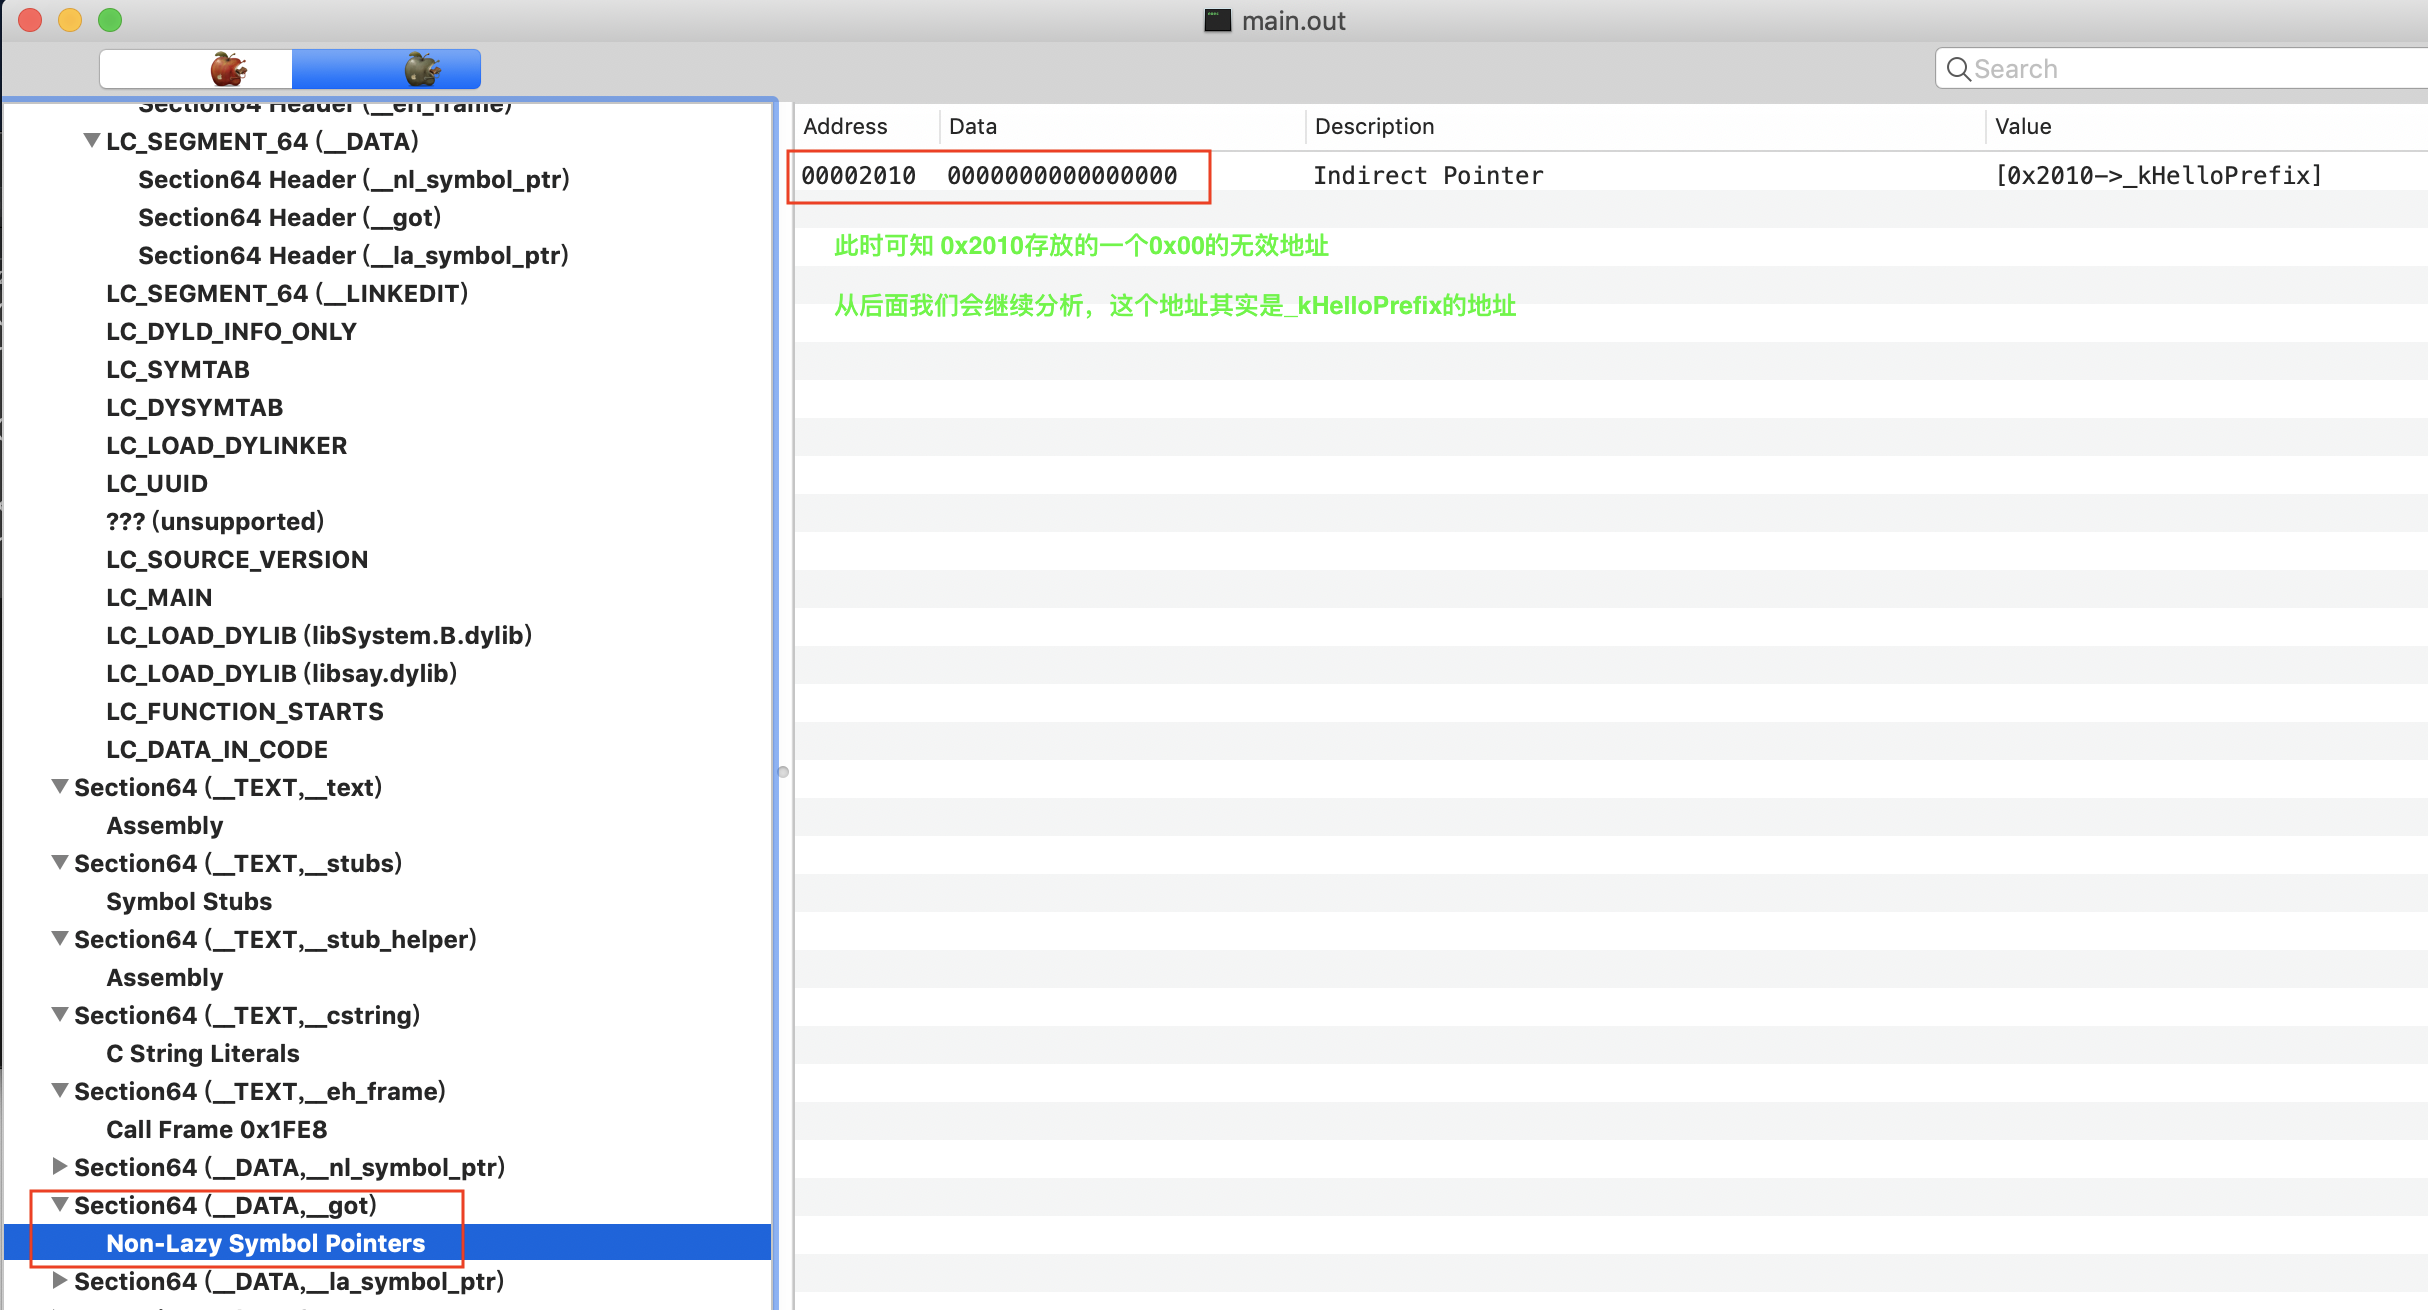 main.out
Search
Section64 Header (__eh_frame)
LC_SEGMENT_64 (__DATA)
Section64 Header (__nl_symbol_ptr)
Section64 Header (__got)
Section64 Header (__la_symbol_ptr)
LC_SEGMENT_64 (__LINKEDIT)
LC_DYLD_INFO_ONLY
LC_SYMTAB
LC_DYSYMTAB
LC_LOAD_DYLINKER
LC_UUID
??? (unsupported)
LC_SOURCE_VERSION
LC_MAIN
LC_LOAD_DYLIB (libSystem.B.dylib)
LC_LOAD_DYLIB (libsay.dylib)
LC_FUNCTION_STARTS
LC_DATA_IN_CODE
Section64 (__TEXT,__text)
Assembly
Section64 (__TEXT,__stubs)
Symbol Stubs
Section64 (__TEXT,__stub_helper)
Assembly
Section64 (__TEXT,__cstring)
C String Literals
Section64 (__TEXT,__eh_frame)
Call Frame 0x1FE8
Section64 (__DATA,__nl_symbol_ptr)
Section64 (__DATA,__got)
Non-Lazy Symbol Pointers
Section64 (__DATA,__la_symbol_ptr)
Address Data Description Value
00002010 0000000000000000 Indirect Pointer [0x2010->_kHelloPrefix]
此时可知 0x2010存放的一个0x00的无效地址
从后面我们会继续分析，这个地址其实是_kHelloPrefix的地址